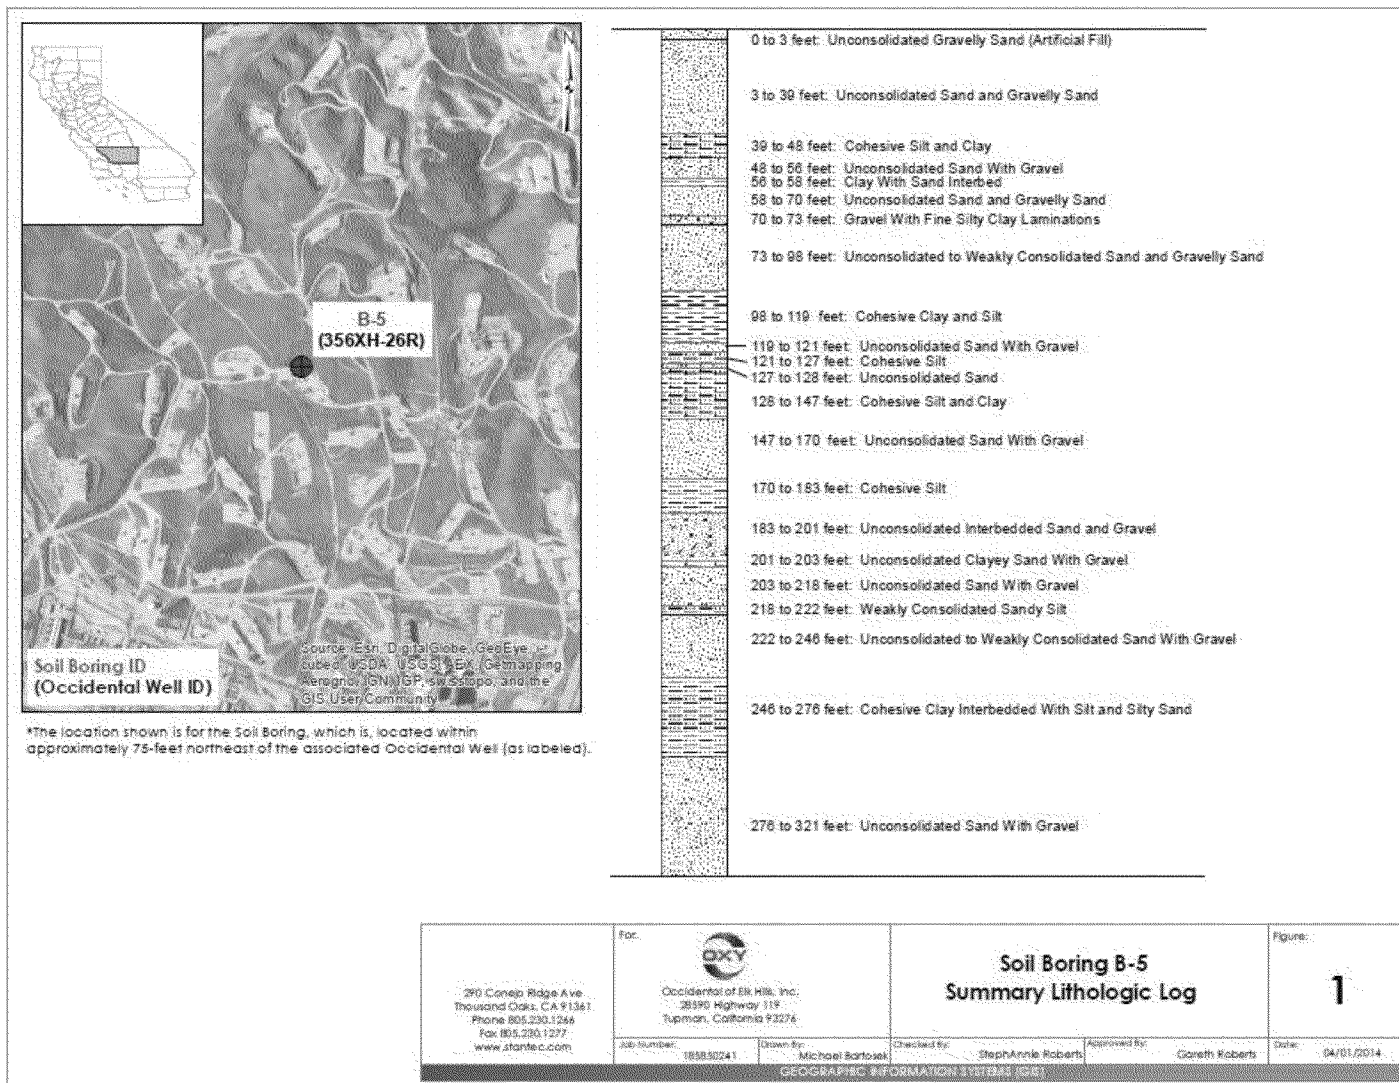 N
B-5
(356XH-26R)
Soil Boring ID
(Occidental Well ID)
Source: Esri, DigitalGlobe, GeoEye, i-
cubed, USDA, USGS, AEX, Getmapping,
Aerogrid, IGN, IGP, swisstopo, and the
GIS User Community
*The location shown is for the Soil Boring, which is, located within
approximately 75-feet northeast of the associated Occidental Well (as labeled).
0 to 3 feet: Unconsolidated Gravelly Sand (Artificial Fill)
3 to 39 feet: Unconsolidated Sand and Gravelly Sand
39 to 48 feet: Cohesive Silt and Clay
48 to 56 feet: Unconsolidated Sand With Gravel
56 to 58 feet: Clay With Sand Interbed
58 to 70 feet: Unconsolidated Sand and Gravelly Sand
70 to 73 feet: Gravel With Fine Silty Clay Laminations
73 to 98 feet: Unconsolidated to Weakly Consolidated Sand and Gravelly Sand
98 to 119 feet: Cohesive Clay and Silt
119 to 121 feet: Unconsolidated Sand With Gravel
121 to 127 feet: Cohesive Silt
127 to 128 feet: Unconsolidated Sand
128 to 147 feet: Cohesive Silt and Clay
147 to 170 feet: Unconsolidated Sand With Gravel
170 to 183 feet: Cohesive Silt
183 to 201 feet: Unconsolidated Interbedded Sand and Gravel
201 to 203 feet: Unconsolidated Clayey Sand With Gravel
203 to 218 feet: Unconsolidated Sand With Gravel
218 to 222 feet: Weakly Consolidated Sandy Silt
222 to 246 feet: Unconsolidated to Weakly Consolidated Sand With Gravel
246 to 276 feet: Cohesive Clay Interbedded With Silt and Silty Sand
276 to 321 feet: Unconsolidated Sand With Gravel
290 Conejo Ridge Ave
Thousand Oaks, CA 91361
Phone 805.230.1266
Fax 805.230.1277
www.stantec.com
For:
OXY
Occidental of Elk Hills, Inc.
28590 Highway 119
Tupman, California 93276
Soil Boring B-5
Summary Lithologic Log
Figure:
1
Job Number:
185850241
Drawn By:
Michael Bartosek
Checked By:
StephAnnie Roberts
Approved By:
Gareth Roberts
Date:
04/01/2014
GEOGRAPHIC INFORMATION SYSTEMS (GIS)